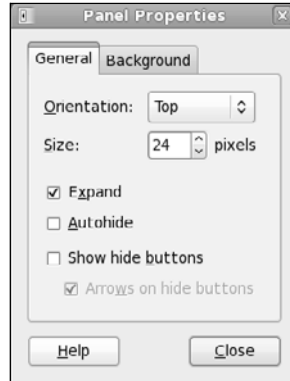 Panel Properties
General Background
Orientation: Top
Size: 24 pixels
Expand
Autohide
Show hide buttons
Arrows on hide buttons
Help Close